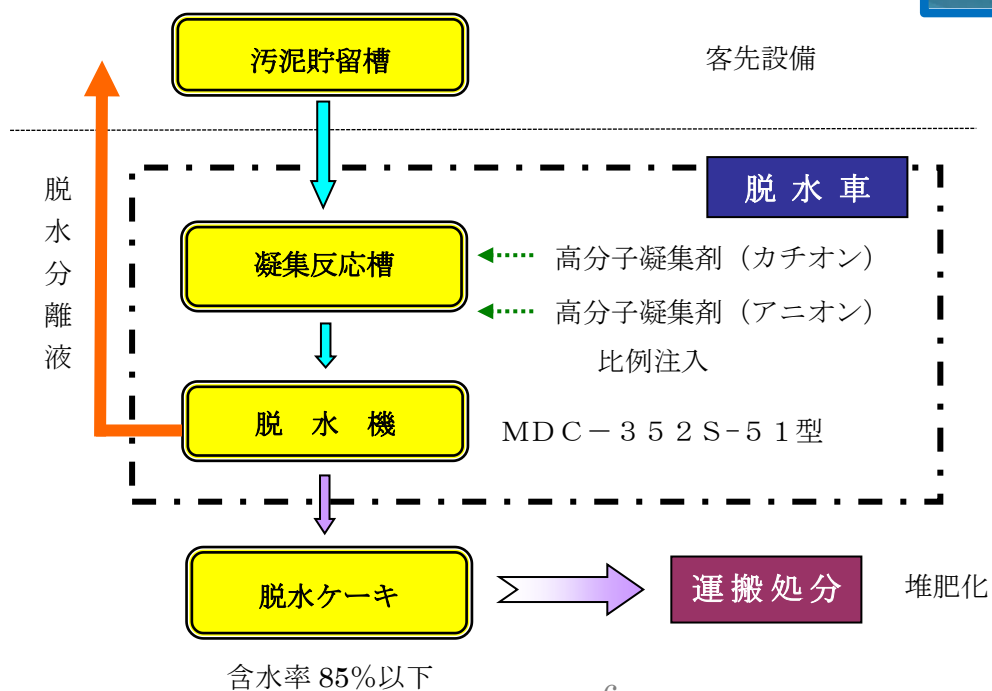 汚泥貯留槽
客先設備
脱水分離液
脱 水 車
凝集反応槽
高分子凝集剤（カチオン）
高分子凝集剤（アニオン）
比例注入
脱 水 機
ＭＤＣ－３５２Ｓ-５１型
脱水ケーキ
運搬処分
堆肥化
含水率 85％以下